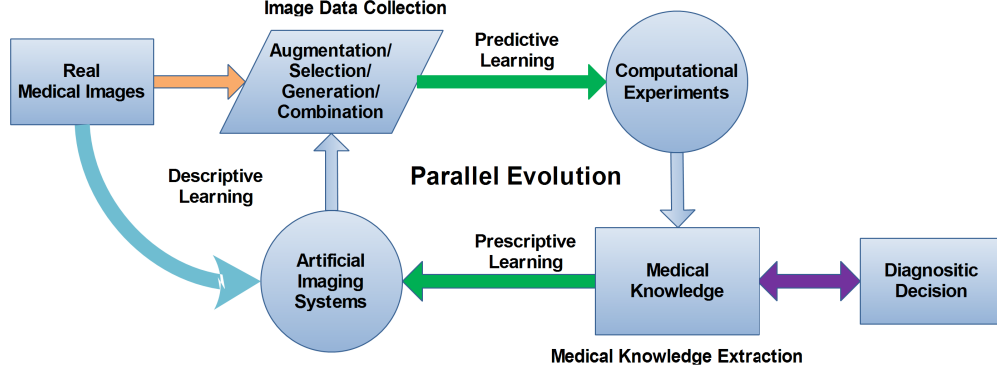 Image Data Collection
Real
Medical Images
Augmentation/
Selection/
Generation/
Combination
Predictive
Learning
Computational
Experiments
Descriptive
Learning
Parallel Evolution
Artificial
Imaging
Systems
Prescriptive
Learning
Medical
Knowledge
Diagnositic
Decision
Medical Knowledge Extraction